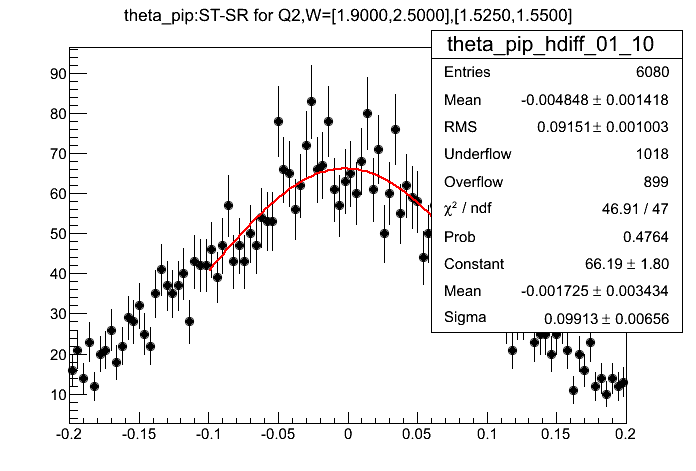 theta_pip:ST-SR for Q2,W=[1.9000,2.5000],[1.5250,1.5500]
theta_pip_hdiff_01_10
Entries 6080
Mean -0.004848 ± 0.001418
RMS 0.09151 ± 0.001003
Underflow 1018
Overflow 899
χ² / ndf 46.91 / 47
Prob 0.4764
Constant 66.19 ± 1.80
Mean -0.001725 ± 0.003434
Sigma 0.09913 ± 0.00656
90
80
70
60
50
40
30
20
10
-0.2 -0.15 -0.1 -0.05 0 0.05 0.1 0.15 0.2